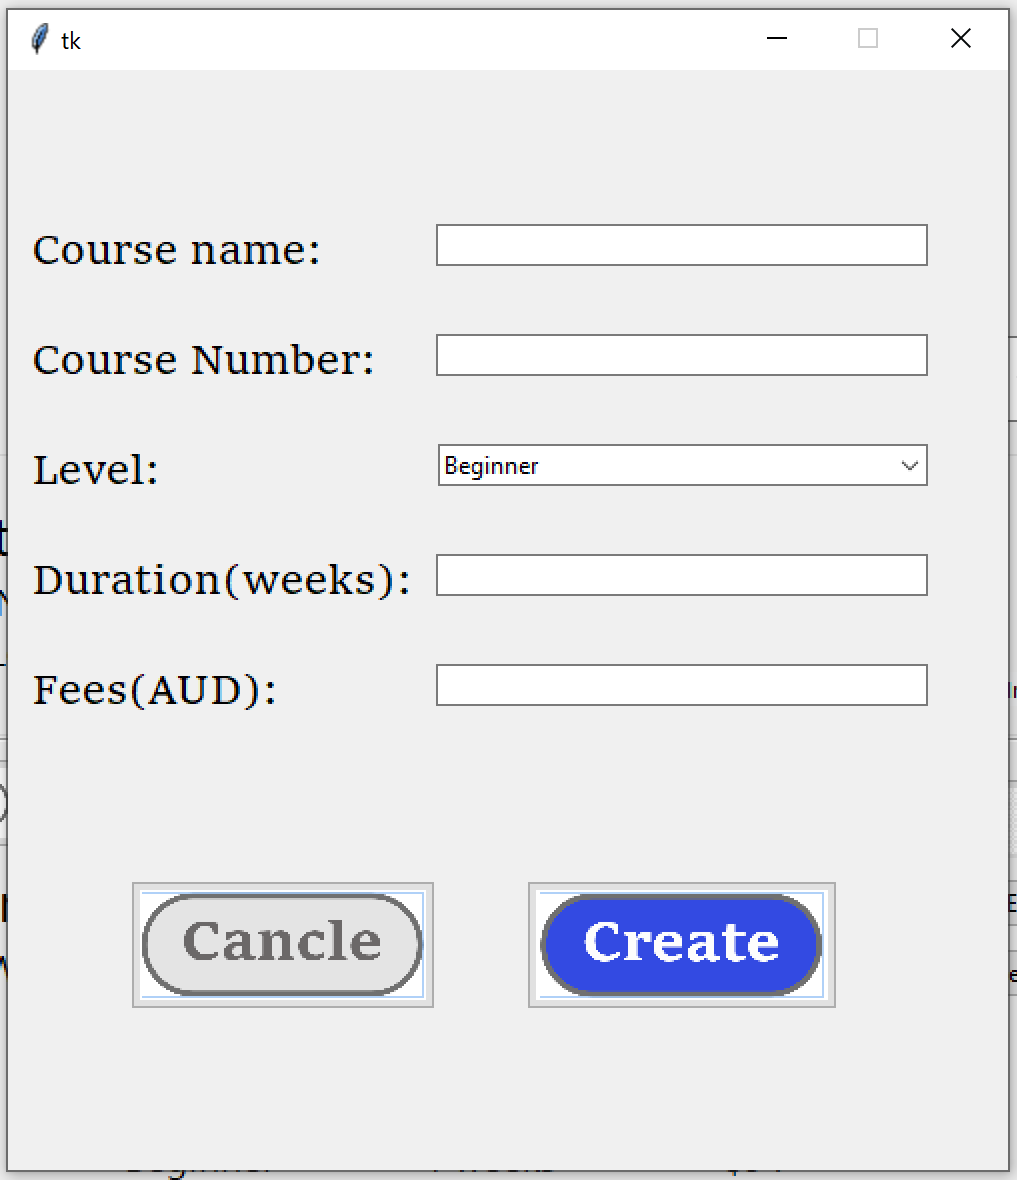 tk
Course name:
Course Number:
Level: Beginner
Duration(weeks):
Fees(AUD):
Cancle Create